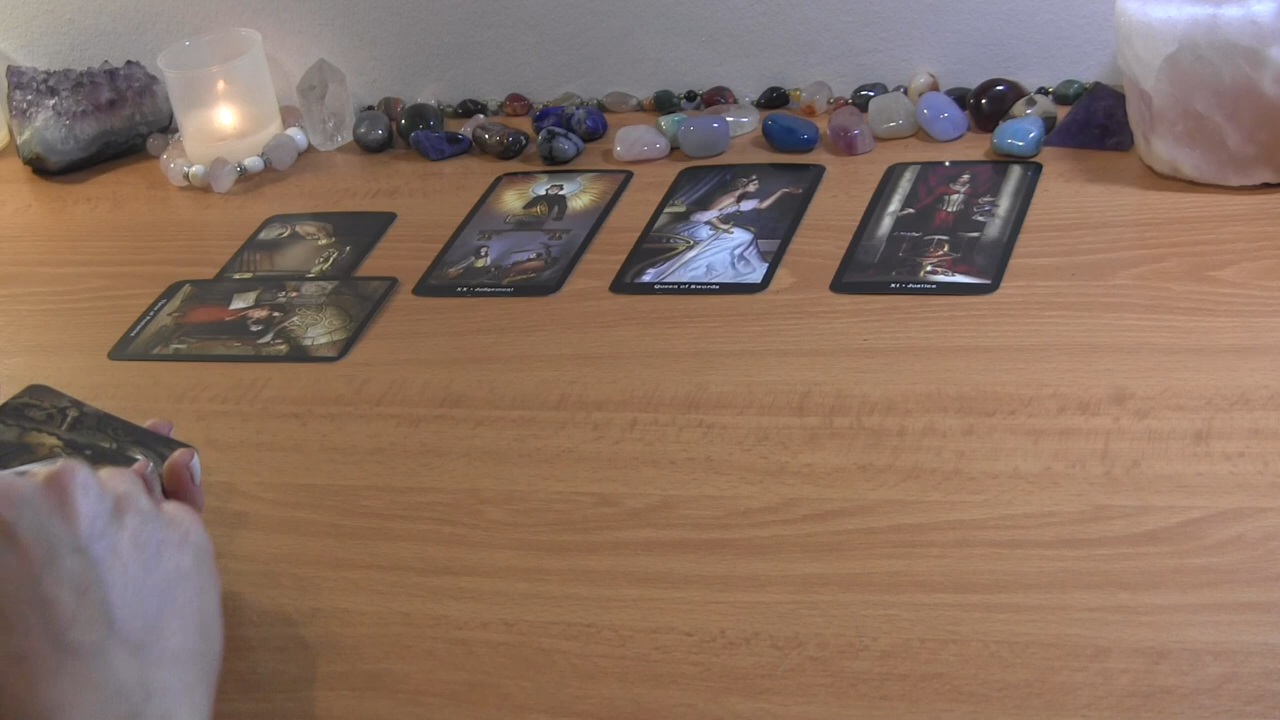 XX • Judgement
Queen of Swords
XI • Justice